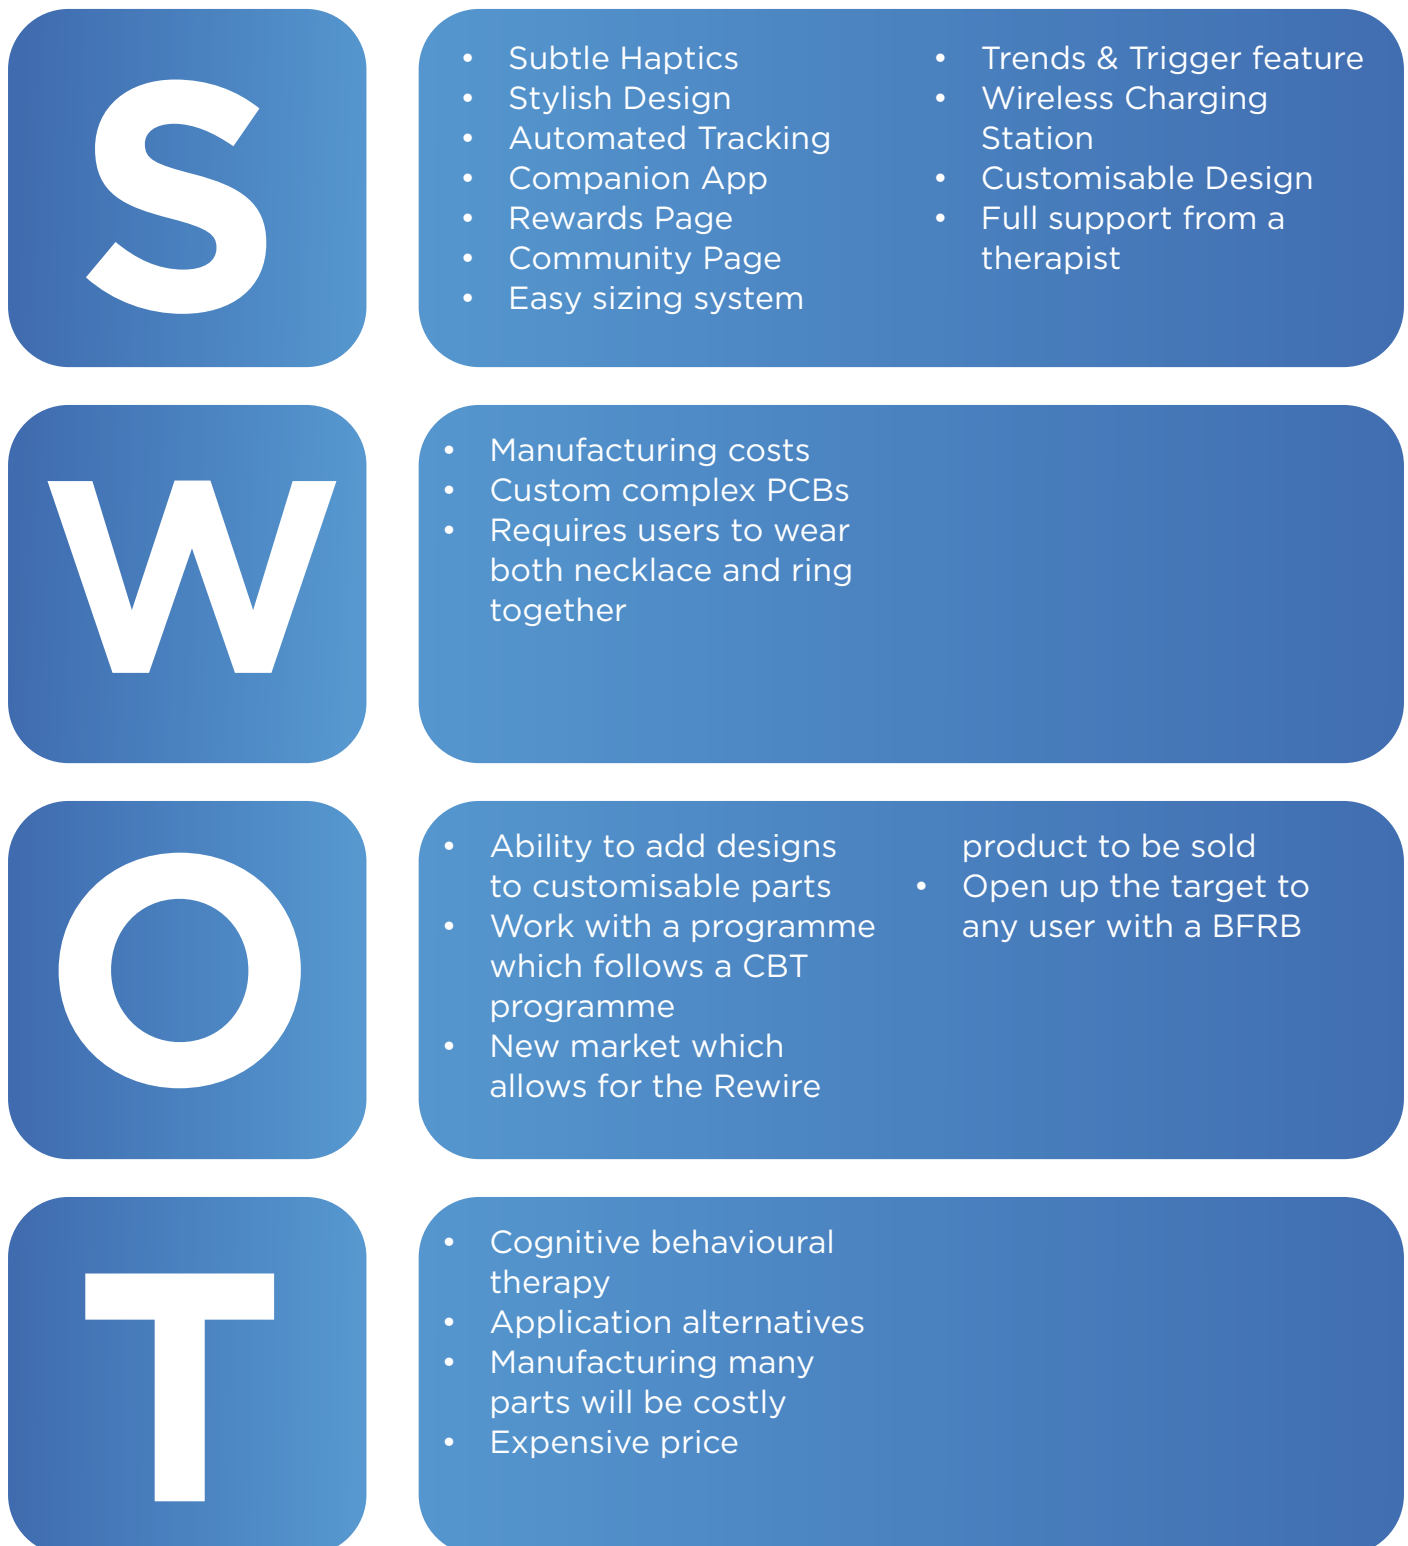 S
• Subtle Haptics
• Stylish Design
• Automated Tracking
• Companion App
• Rewards Page
• Community Page
• Easy sizing system
• Trends & Trigger feature
• Wireless Charging
Station
• Customisable Design
• Full support from a
therapist
W
• Manufacturing costs
• Custom complex PCBs
• Requires users to wear
both necklace and ring
together
O
• Ability to add designs
to customisable parts
• Work with a programme
which follows a CBT
programme
• New market which
allows for the Rewire
product to be sold
• Open up the target to
any user with a BFRB
T
• Cognitive behavioural
therapy
• Application alternatives
• Manufacturing many
parts will be costly
• Expensive price